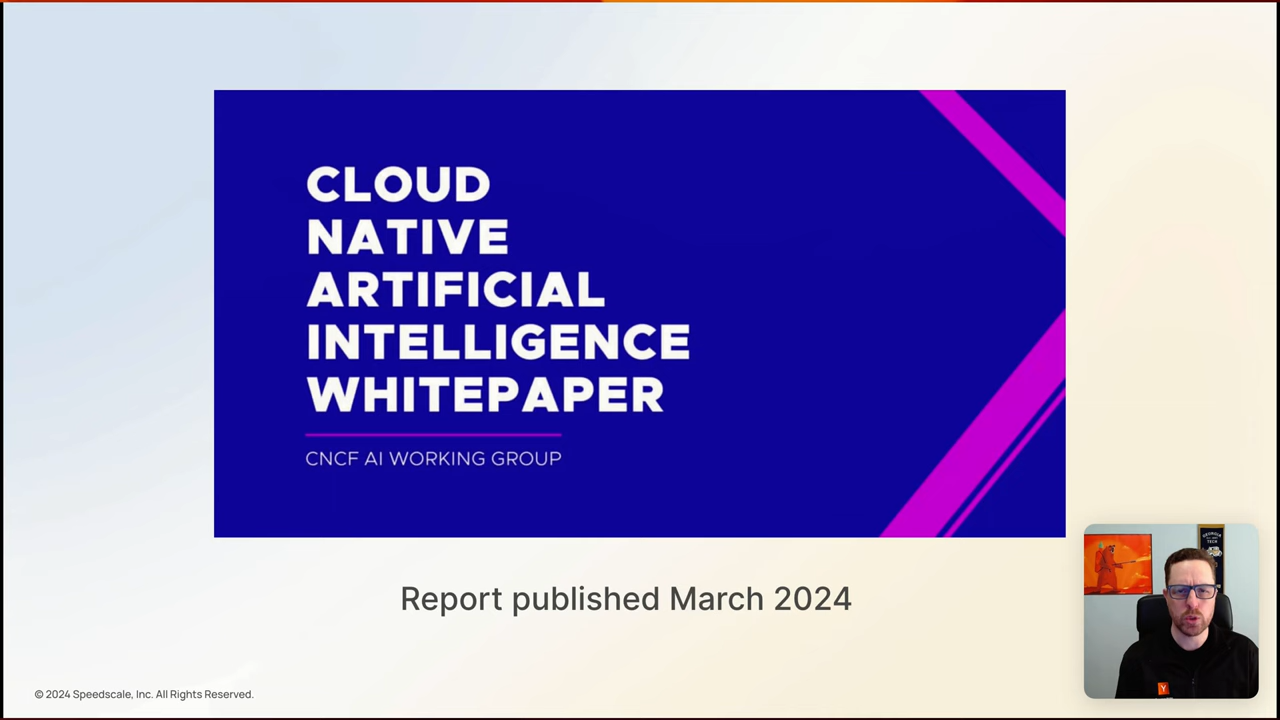 CLOUD
NATIVE
ARTIFICIAL
INTELLIGENCE
WHITEPAPER
CNCF AI WORKING GROUP
Report published March 2024
© 2024 Speedscale, Inc. All Rights Reserved.
TECH
Y